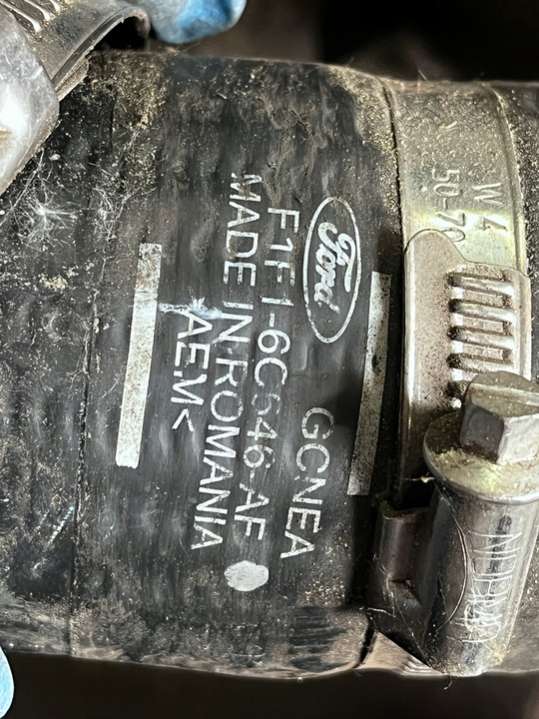 Ford
GCNEA
F1F1-6C646-AF
MADE IN ROMANIA
AEM<
W4
50-70